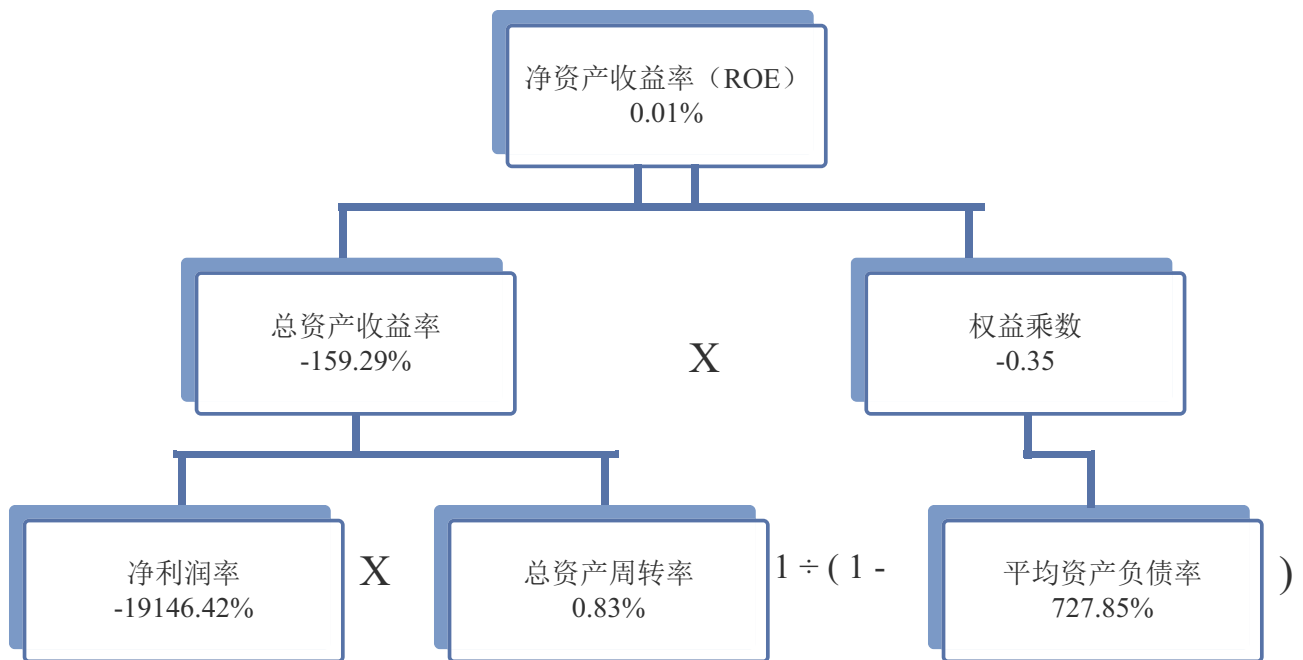 净资产收益率（ROE）
0.01%
总资产收益率
-159.29%
X
权益乘数
-0.35
净利润率
-19146.42%
X
总资产周转率
0.83%
1 ÷ ( 1 -
平均资产负债率
727.85%
)